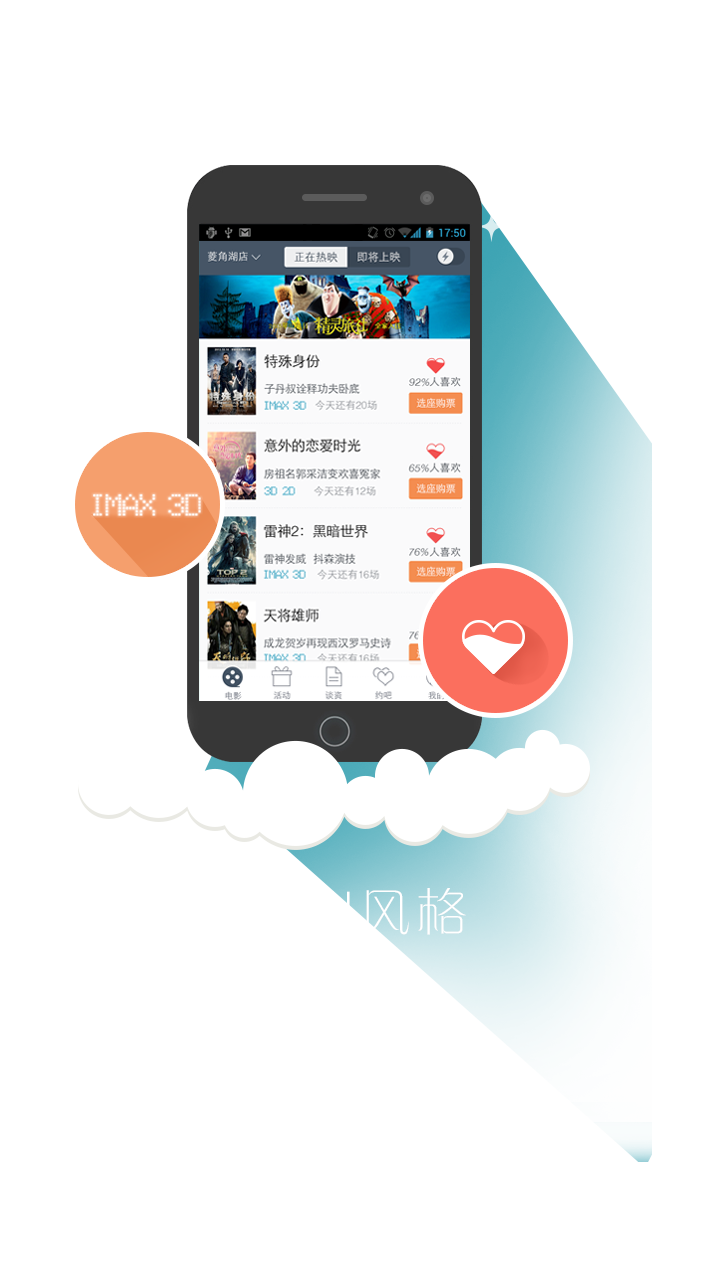 17:50
菱角湖店 正在热映 即将上映
精灵旅社
特殊身份
子丹叔诠释功夫卧底
IMAX 3D 今天还有20场
92%人喜欢
选座购票
意外的恋爱时光
房祖名郭采洁变欢喜冤家
3D 2D 今天还有12场
65%人喜欢
选座购票
IMAX 3D
雷神2：黑暗世界
雷神发威 抖森演技
IMAX 3D 今天还有16场
76%人喜欢
选座购票
TOP 2
天将雄师
成龙贺岁再现西汉罗马史诗
IMAX 3D 今天还有16场
76
电影 活动 谈资 约吧 我的
风格